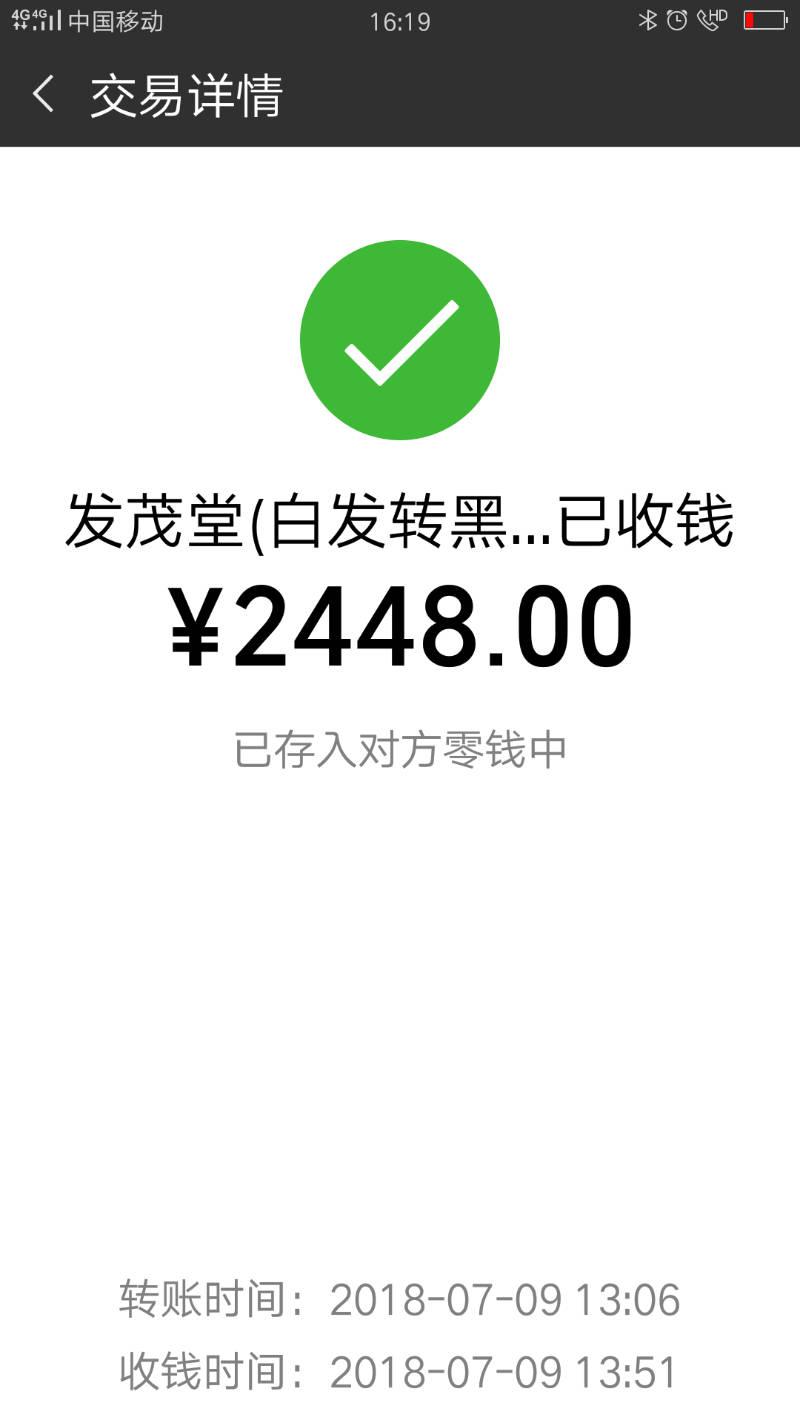 4G 4G 中国移动 16:19 HD
交易详情
发茂堂(白发转黑...已收钱
¥2448.00
已存入对方零钱中
转账时间：2018-07-09 13:06
收钱时间：2018-07-09 13:51